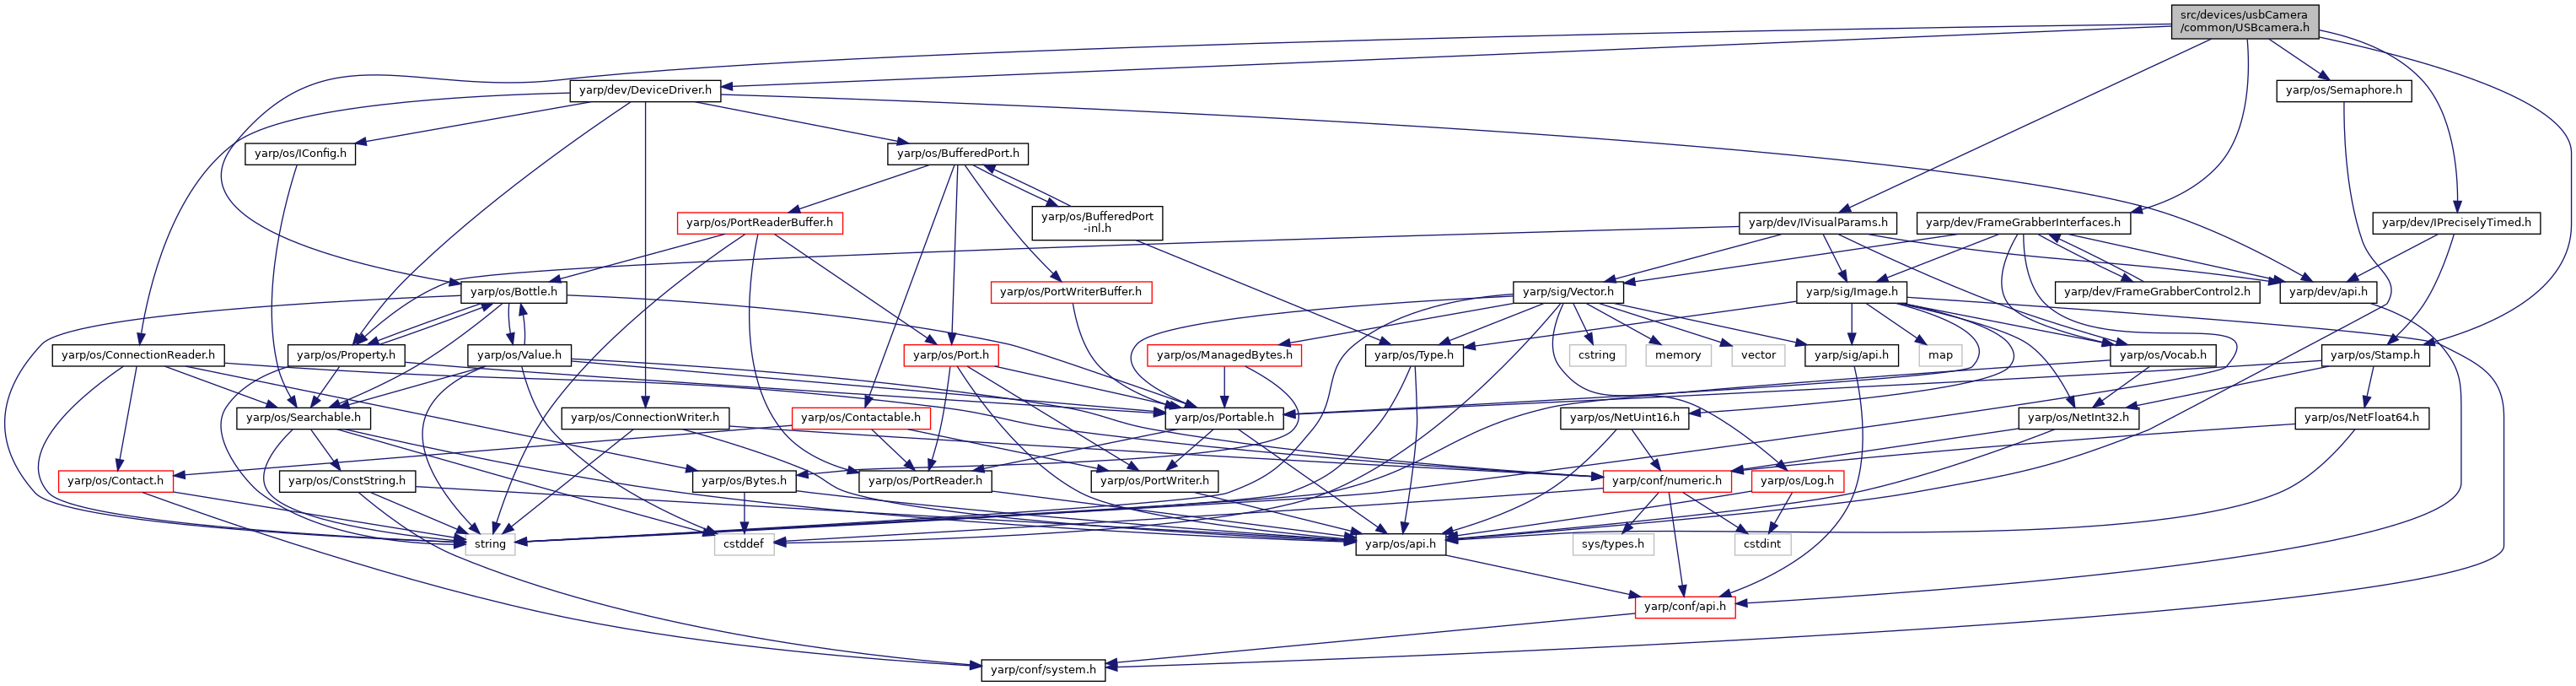 src/devices/usbCamera
/common/USBcamera.h
yarp/dev/DeviceDriver.h
yarp/os/Semaphore.h
yarp/os/IConfig.h
yarp/os/BufferedPort.h
yarp/os/PortReaderBuffer.h
yarp/os/BufferedPort
-inl.h
yarp/dev/IVisualParams.h
yarp/dev/FrameGrabberInterfaces.h
yarp/dev/IPreciselyTimed.h
yarp/os/Bottle.h
yarp/os/PortWriterBuffer.h
yarp/sig/Vector.h
yarp/sig/Image.h
yarp/dev/FrameGrabberControl2.h
yarp/dev/api.h
yarp/os/ConnectionReader.h
yarp/os/Property.h
yarp/os/Value.h
yarp/os/Port.h
yarp/os/ManagedBytes.h
yarp/os/Type.h
cstring
memory
vector
yarp/sig/api.h
map
yarp/os/Vocab.h
yarp/os/Stamp.h
yarp/os/Searchable.h
yarp/os/ConnectionWriter.h
yarp/os/Contactable.h
yarp/os/Portable.h
yarp/os/NetUint16.h
yarp/os/NetInt32.h
yarp/os/NetFloat64.h
yarp/os/Contact.h
yarp/os/ConstString.h
yarp/os/Bytes.h
yarp/os/PortReader.h
yarp/os/PortWriter.h
yarp/conf/numeric.h
yarp/os/Log.h
string
cstddef
yarp/os/api.h
sys/types.h
cstdint
yarp/conf/api.h
yarp/conf/system.h